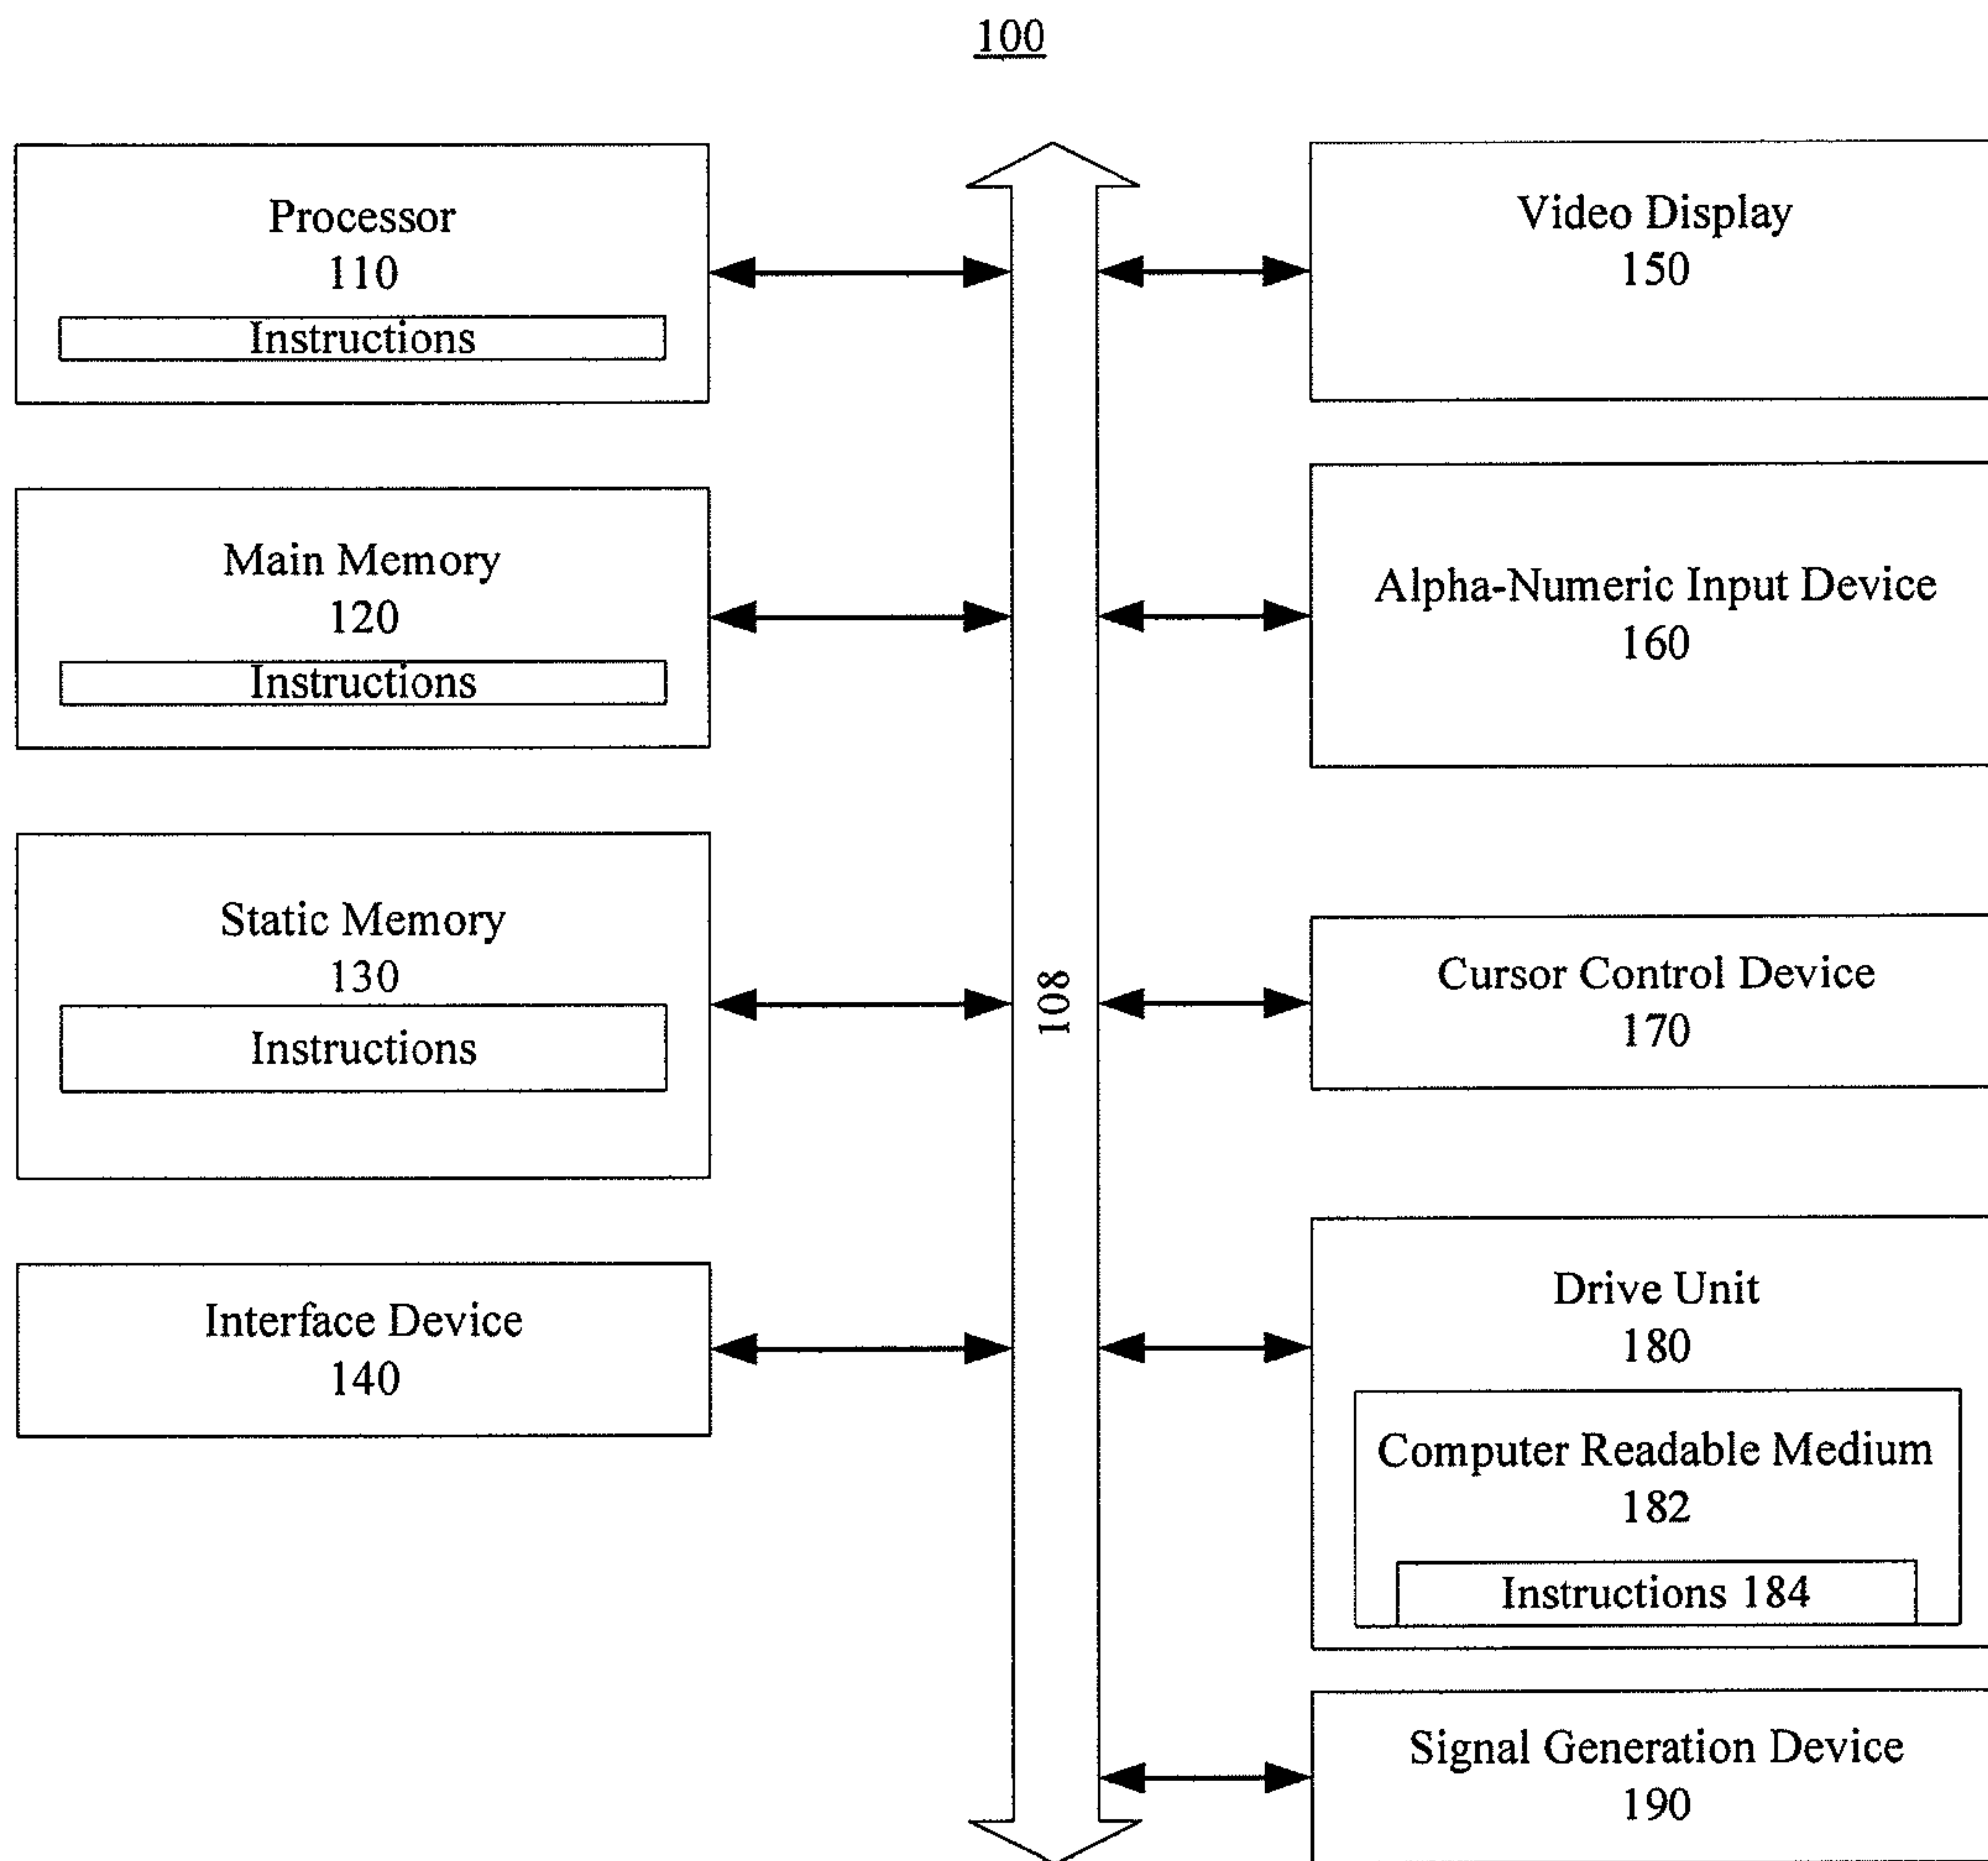 100
Processor
110
Instructions
Main Memory
120
Instructions
Static Memory
130
Instructions
Interface Device
140
108
Video Display
150
Alpha-Numeric Input Device
160
Cursor Control Device
170
Drive Unit
180
Computer Readable Medium
182
Instructions 184
Signal Generation Device
190